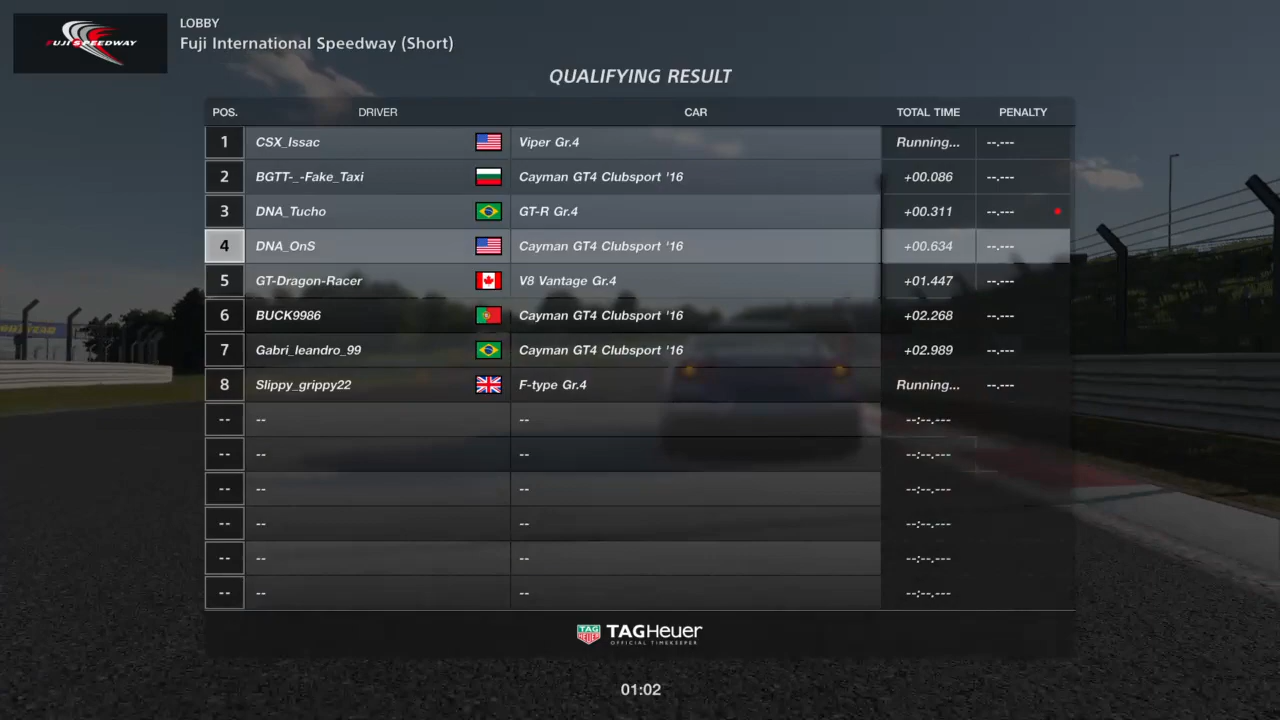 LOBBY
Fuji International Speedway (Short)
FUJI SPEEDWAY
QUALIFYING RESULT
POS. DRIVER CAR TOTAL TIME PENALTY
1 CSX_Issac Viper Gr.4 Running... --.---
2 BGTT-_-Fake_Taxi Cayman GT4 Clubsport '16 +00.086 --.---
3 DNA_Tucho GT-R Gr.4 +00.311 --.---
4 DNA_OnS Cayman GT4 Clubsport '16 +00.634 --.---
5 GT-Dragon-Racer V8 Vantage Gr.4 +01.447 --.---
6 BUCK9986 Cayman GT4 Clubsport '16 +02.268 --.---
7 Gabri_leandro_99 Cayman GT4 Clubsport '16 +02.989 --.---
8 Slippy_grippy22 F-type Gr.4 Running... --.---
-- -- -- --:--.---
-- -- -- --:--.---
-- -- -- --:--.---
-- -- -- --:--.---
-- -- -- --:--.---
-- -- -- --:--.---
GOODYEAR
TAG HEUER TAGHeuer
OFFICIAL TIMEKEEPER
01:02